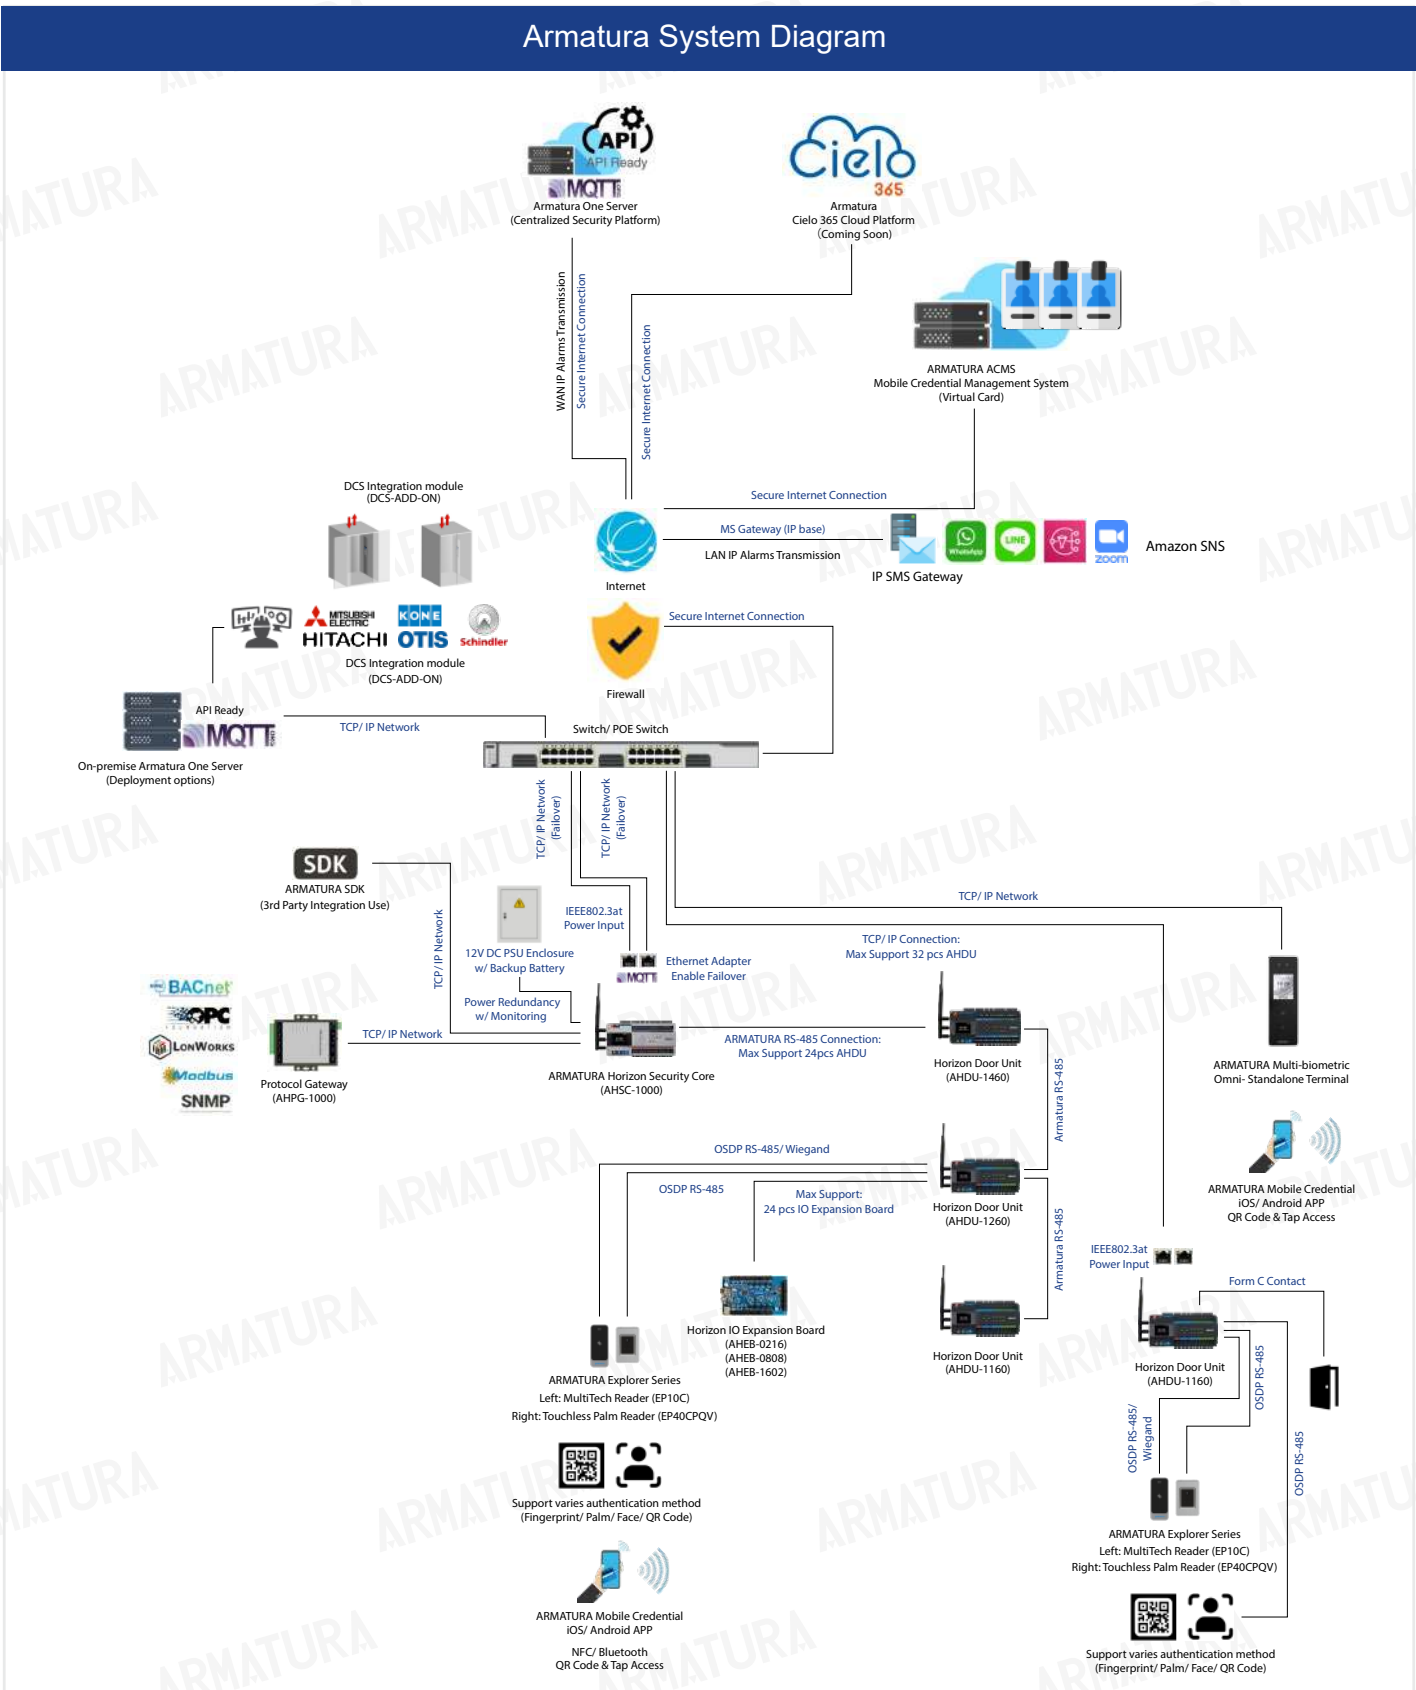 Armatura System Diagram
API
API Ready
MQTT
Armatura One Server
(Centralized Security Platform)
Cielo
365
Armatura
Cielo 365 Cloud Platform
(Coming Soon)
WAN IP Alarms Transmission
Secure Internet Connection
Secure Internet Connection
ARMATURA ACMS
Mobile Credential Management System
(Virtual Card)
Secure Internet Connection
MS Gateway (IP base)
LAN IP Alarms Transmission
Internet
IP SMS Gateway
WhatsApp
LINE
zoom
Amazon SNS
DCS Integration module
(DCS-ADD-ON)
MITSUBISHI
ELECTRIC
KONE
HITACHI
OTIS
Schindler
DCS Integration module
(DCS-ADD-ON)
Secure Internet Connection
Firewall
API Ready
MQTT
On-premise Armatura One Server
(Deployment options)
TCP/ IP Network
Switch/ POE Switch
TCP/ IP Network
(Failover)
TCP/ IP Network
(Failover)
SDK
ARMATURA SDK
(3rd Party Integration Use)
TCP/ IP Network
12V DC PSU Enclosure
w/ Backup Battery
Power Redundancy
w/ Monitoring
IEEE802.3at
Power Input
MQTT
Ethernet Adapter
Enable Failover
TCP/ IP Network
TCP/ IP Connection:
Max Support 32 pcs AHDU
BACnet
OPC
FOUNDATION
LONWORKS
Modbus
SNMP
Protocol Gateway
(AHPG-1000)
TCP/ IP Network
ARMATURA Horizon Security Core
(AHSC-1000)
ARMATURA RS-485 Connection:
Max Support 24pcs AHDU
Horizon Door Unit
(AHDU-1460)
Armatura RS-485
ARMATURA Multi-biometric
Omni- Standalone Terminal
ARMATURA Mobile Credential
iOS/ Android APP
QR Code & Tap Access
OSDP RS-485/ Wiegand
OSDP RS-485
Max Support:
24 pcs IO Expansion Board
Horizon Door Unit
(AHDU-1260)
Armatura RS-485
Horizon IO Expansion Board
(AHEB-0216)
(AHEB-0808)
(AHEB-1602)
Horizon Door Unit
(AHDU-1160)
ARMATURA Explorer Series
Left: MultiTech Reader (EP10C)
Right: Touchless Palm Reader (EP40CPQV)
Support varies authentication method
(Fingerprint/ Palm/ Face/ QR Code)
ARMATURA Mobile Credential
iOS/ Android APP
NFC/ Bluetooth
QR Code & Tap Access
IEEE802.3at
Power Input
Form C Contact
Horizon Door Unit
(AHDU-1160)
OSDP RS-485/
Wiegand
OSDP RS-485
OSDP RS-485
ARMATURA Explorer Series
Left: MultiTech Reader (EP10C)
Right: Touchless Palm Reader (EP40CPQV)
Support varies authentication method
(Fingerprint/ Palm/ Face/ QR Code)